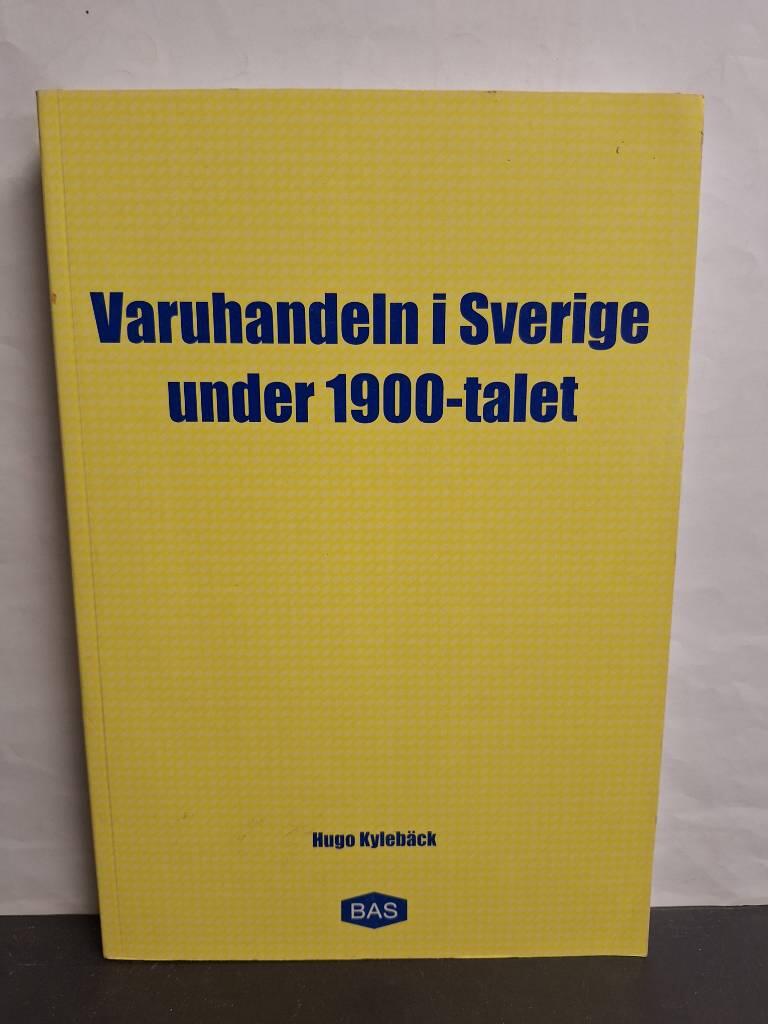 Varuhandeln i Sverige
under 1900-talet
Hugo Kylebäck
BAS